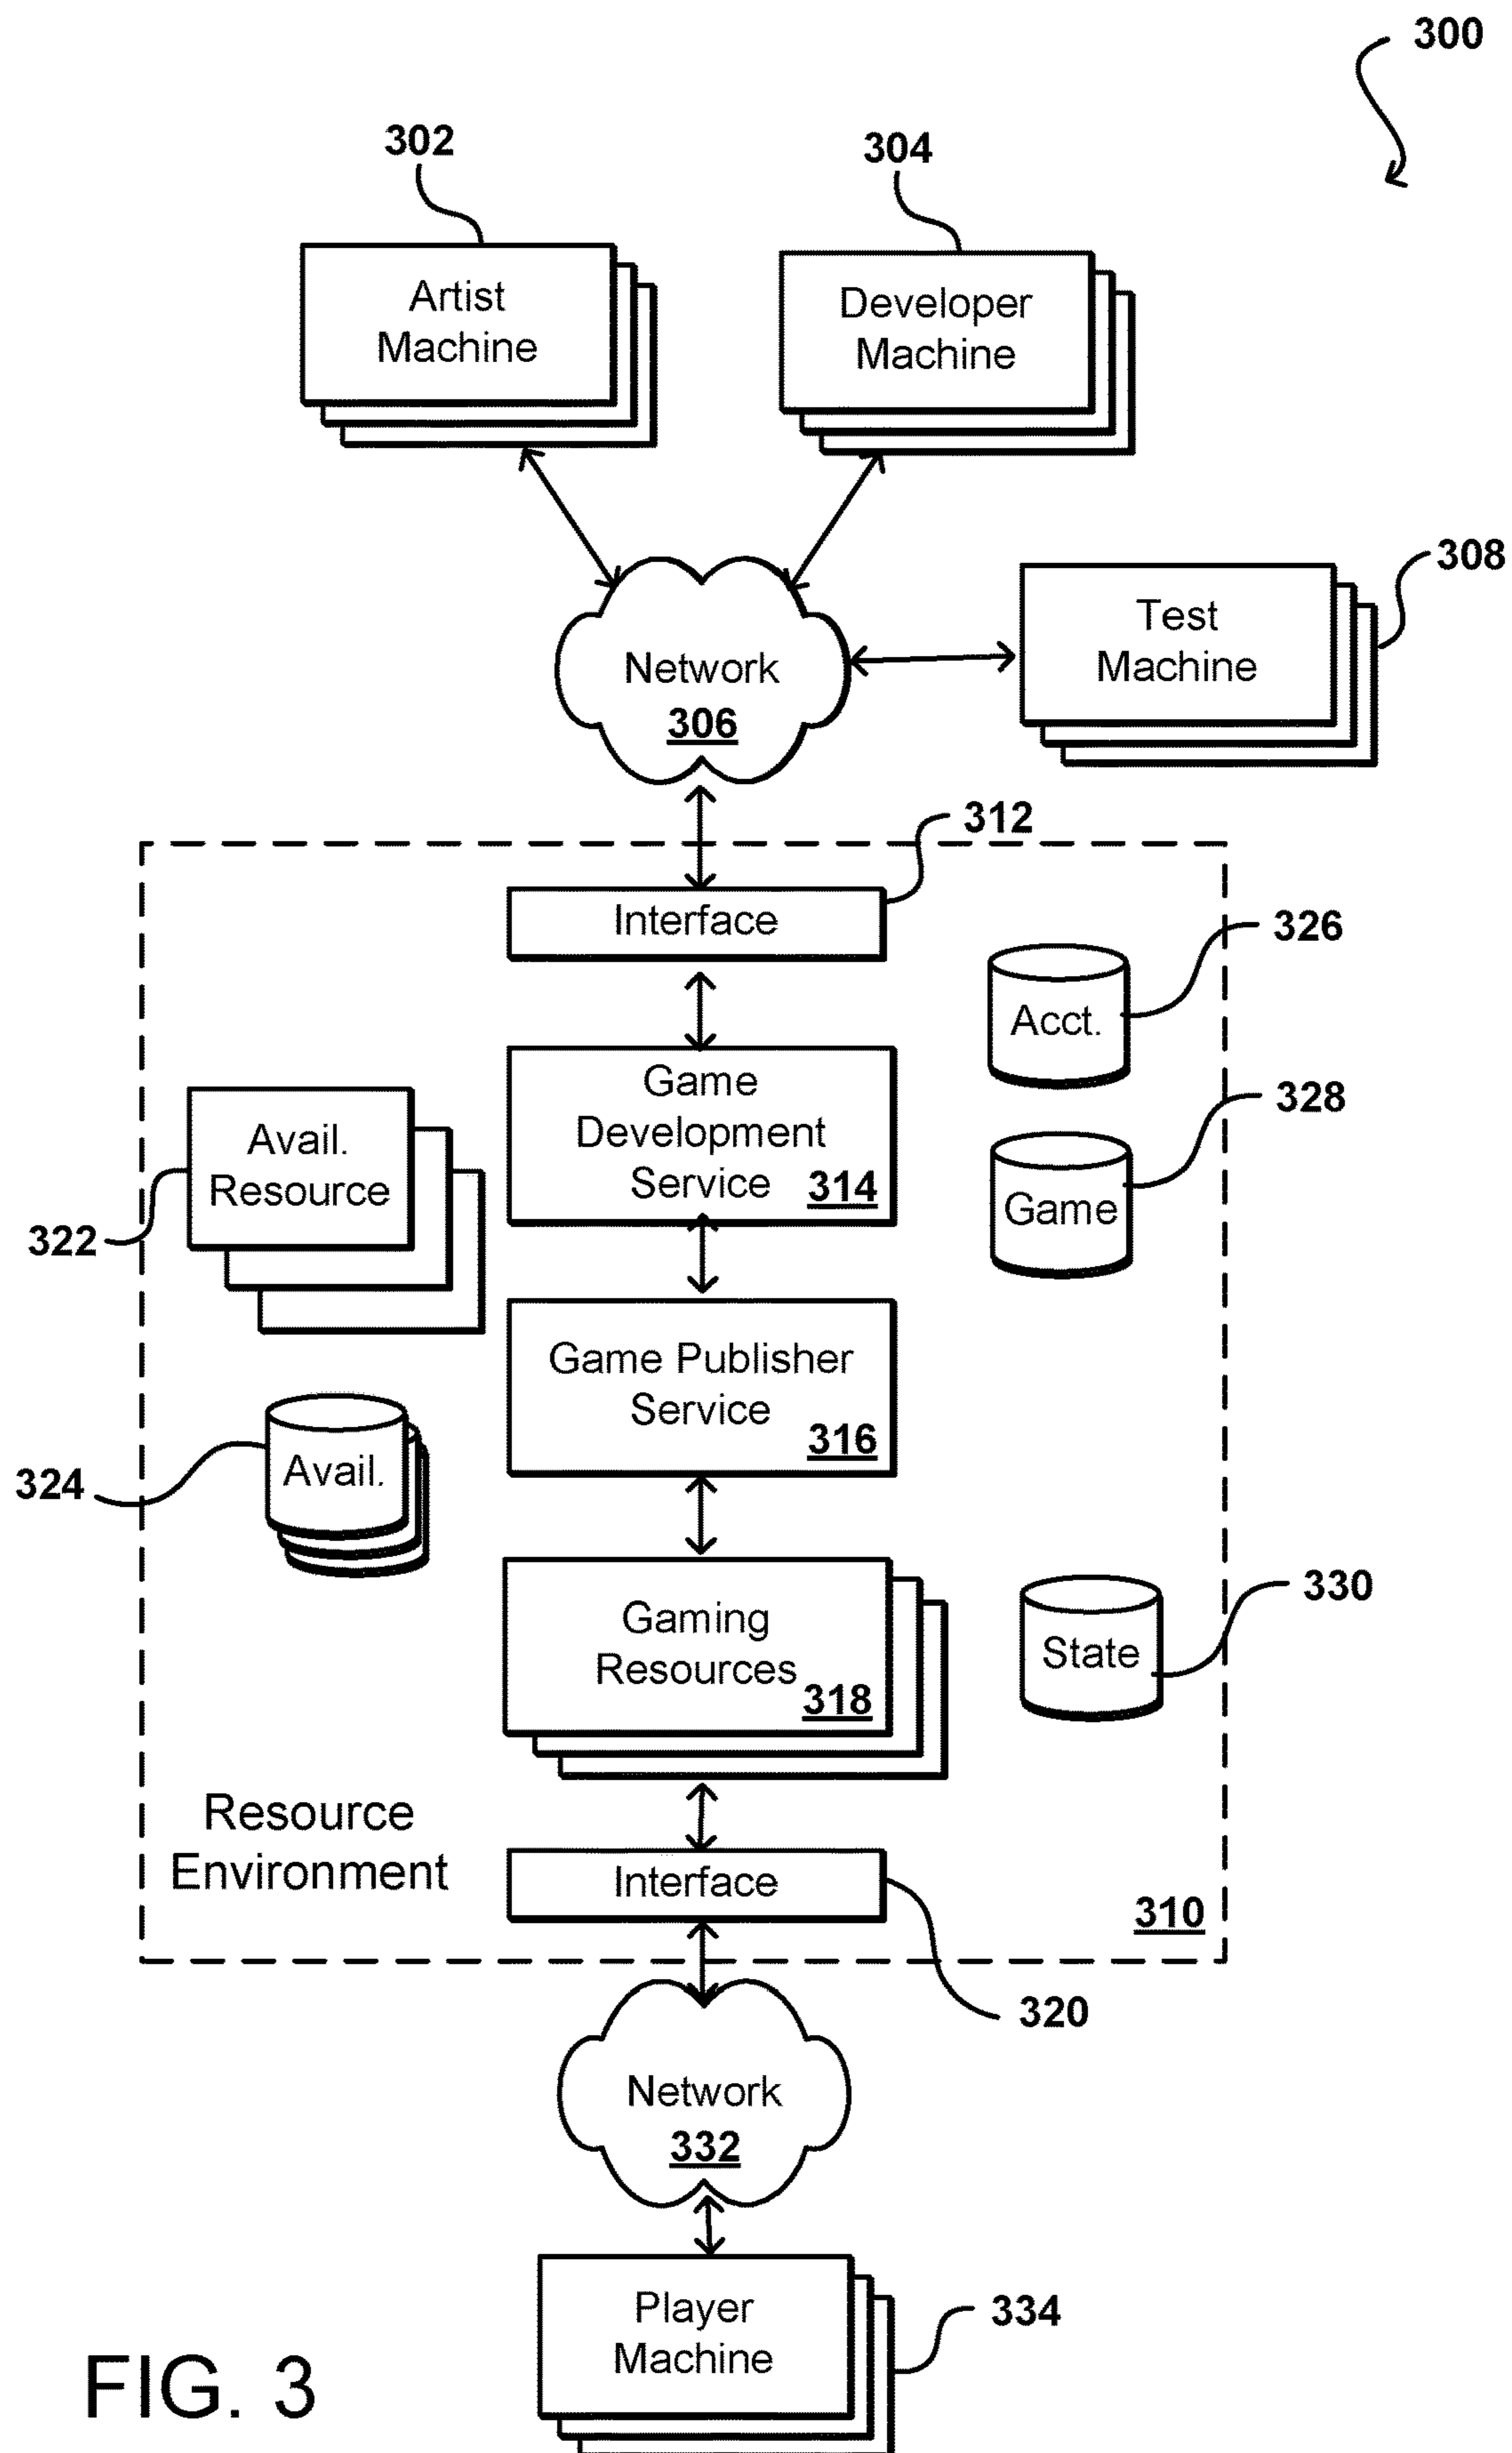 300
302
304
Artist
Machine
Developer
Machine
308
Test
Machine
Network
306
312
Interface
326
Acct.
Game
Development
Service 314
328
Game
Avail.
Resource
322
Game Publisher
Service
316
Avail.
324
Gaming
Resources
318
330
State
Resource
Environment
Interface
310
320
Network
332
Player
Machine
334
FIG. 3